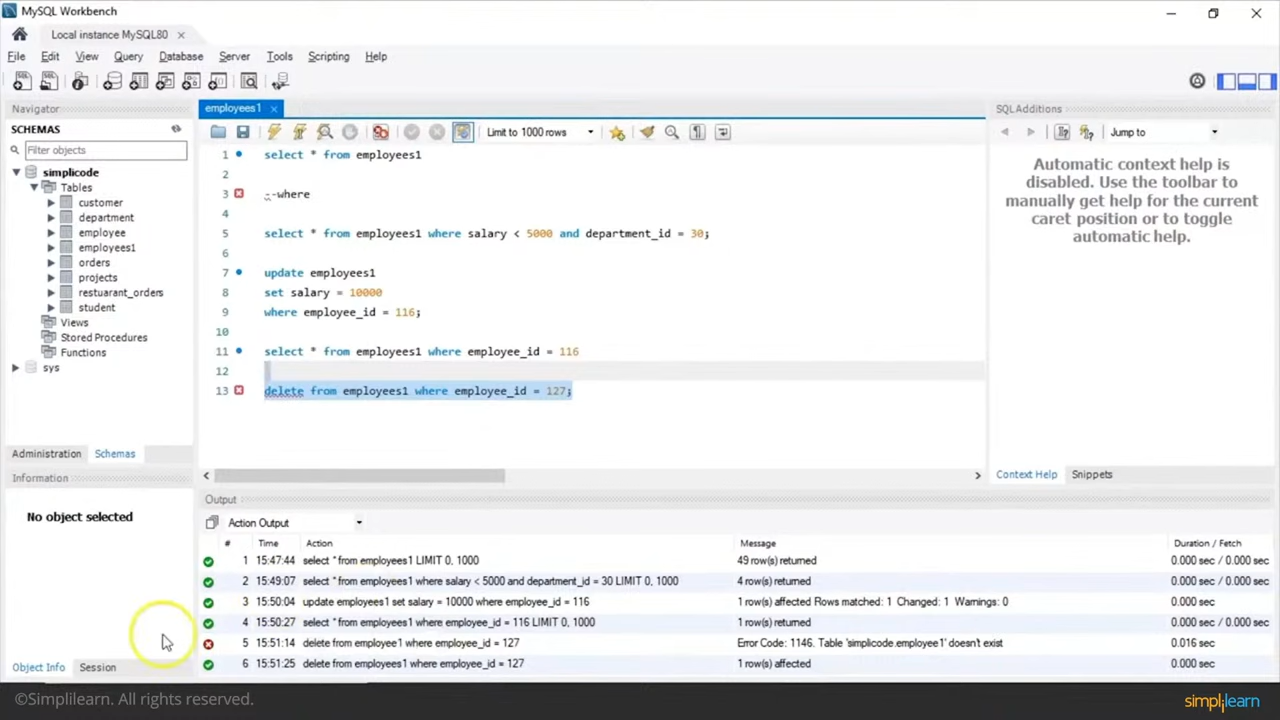 MySQL Workbench
Local instance MySQL80
File Edit View Query Database Server Tools Scripting Help
Navigator
SCHEMAS
Filter objects
simplicode
Tables
customer
department
employee
employees1
orders
projects
restuarant_orders
student
Views
Stored Procedures
Functions
sys
Administration Schemas
Information
No object selected
Object Info Session
employees1
Limit to 1000 rows
1 select * from employees1
2
3 --where
4
5 select * from employees1 where salary < 5000 and department_id = 30;
6
7 update employees1
8 set salary = 10000
9 where employee_id = 116;
10
11 select * from employees1 where employee_id = 116
12
13 delete from employees1 where employee_id = 127;
SQL Additions
Jump to
Automatic context help is
disabled. Use the toolbar to
manually get help for the current
caret position or to toggle
automatic help.
Context Help Snippets
Output
Action Output
# Time Action Message Duration / Fetch
1 15:47:44 select * from employees1 LIMIT 0, 1000 49 row(s) returned 0.000 sec / 0.000 sec
2 15:49:07 select * from employees1 where salary < 5000 and department_id = 30 LIMIT 0, 1000 4 row(s) returned 0.000 sec / 0.000 sec
3 15:50:04 update employees1 set salary = 10000 where employee_id = 116 1 row(s) affected Rows matched: 1 Changed: 1 Warnings: 0 0.000 sec
4 15:50:27 select * from employees1 where employee_id = 116 LIMIT 0, 1000 1 row(s) returned 0.000 sec / 0.000 sec
5 15:51:14 delete from employee1 where employee_id = 127 Error Code: 1146. Table 'simplicode.employee1' doesn't exist 0.016 sec
6 15:51:25 delete from employees1 where employee_id = 127 1 row(s) affected 0.000 sec
©Simplilearn. All rights reserved.
simplilearn